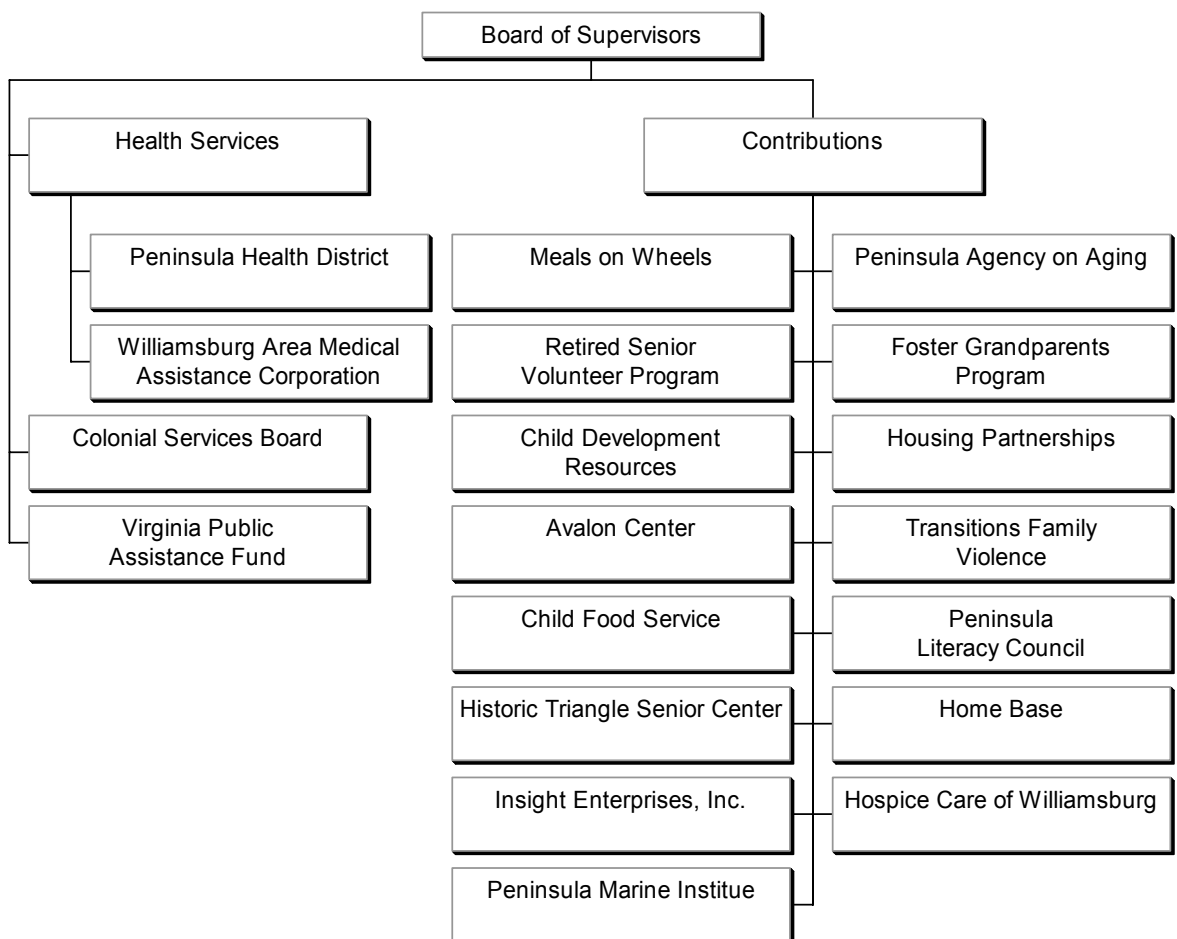 Board of Supervisors
Health Services
Contributions
Peninsula Health District
Meals on Wheels
Peninsula Agency on Aging
Williamsburg Area Medical
Assistance Corporation
Retired Senior
Volunteer Program
Foster Grandparents
Program
Colonial Services Board
Child Development
Resources
Housing Partnerships
Virginia Public
Assistance Fund
Avalon Center
Transitions Family
Violence
Child Food Service
Peninsula
Literacy Council
Historic Triangle Senior Center
Home Base
Insight Enterprises, Inc.
Hospice Care of Williamsburg
Peninsula Marine Institue